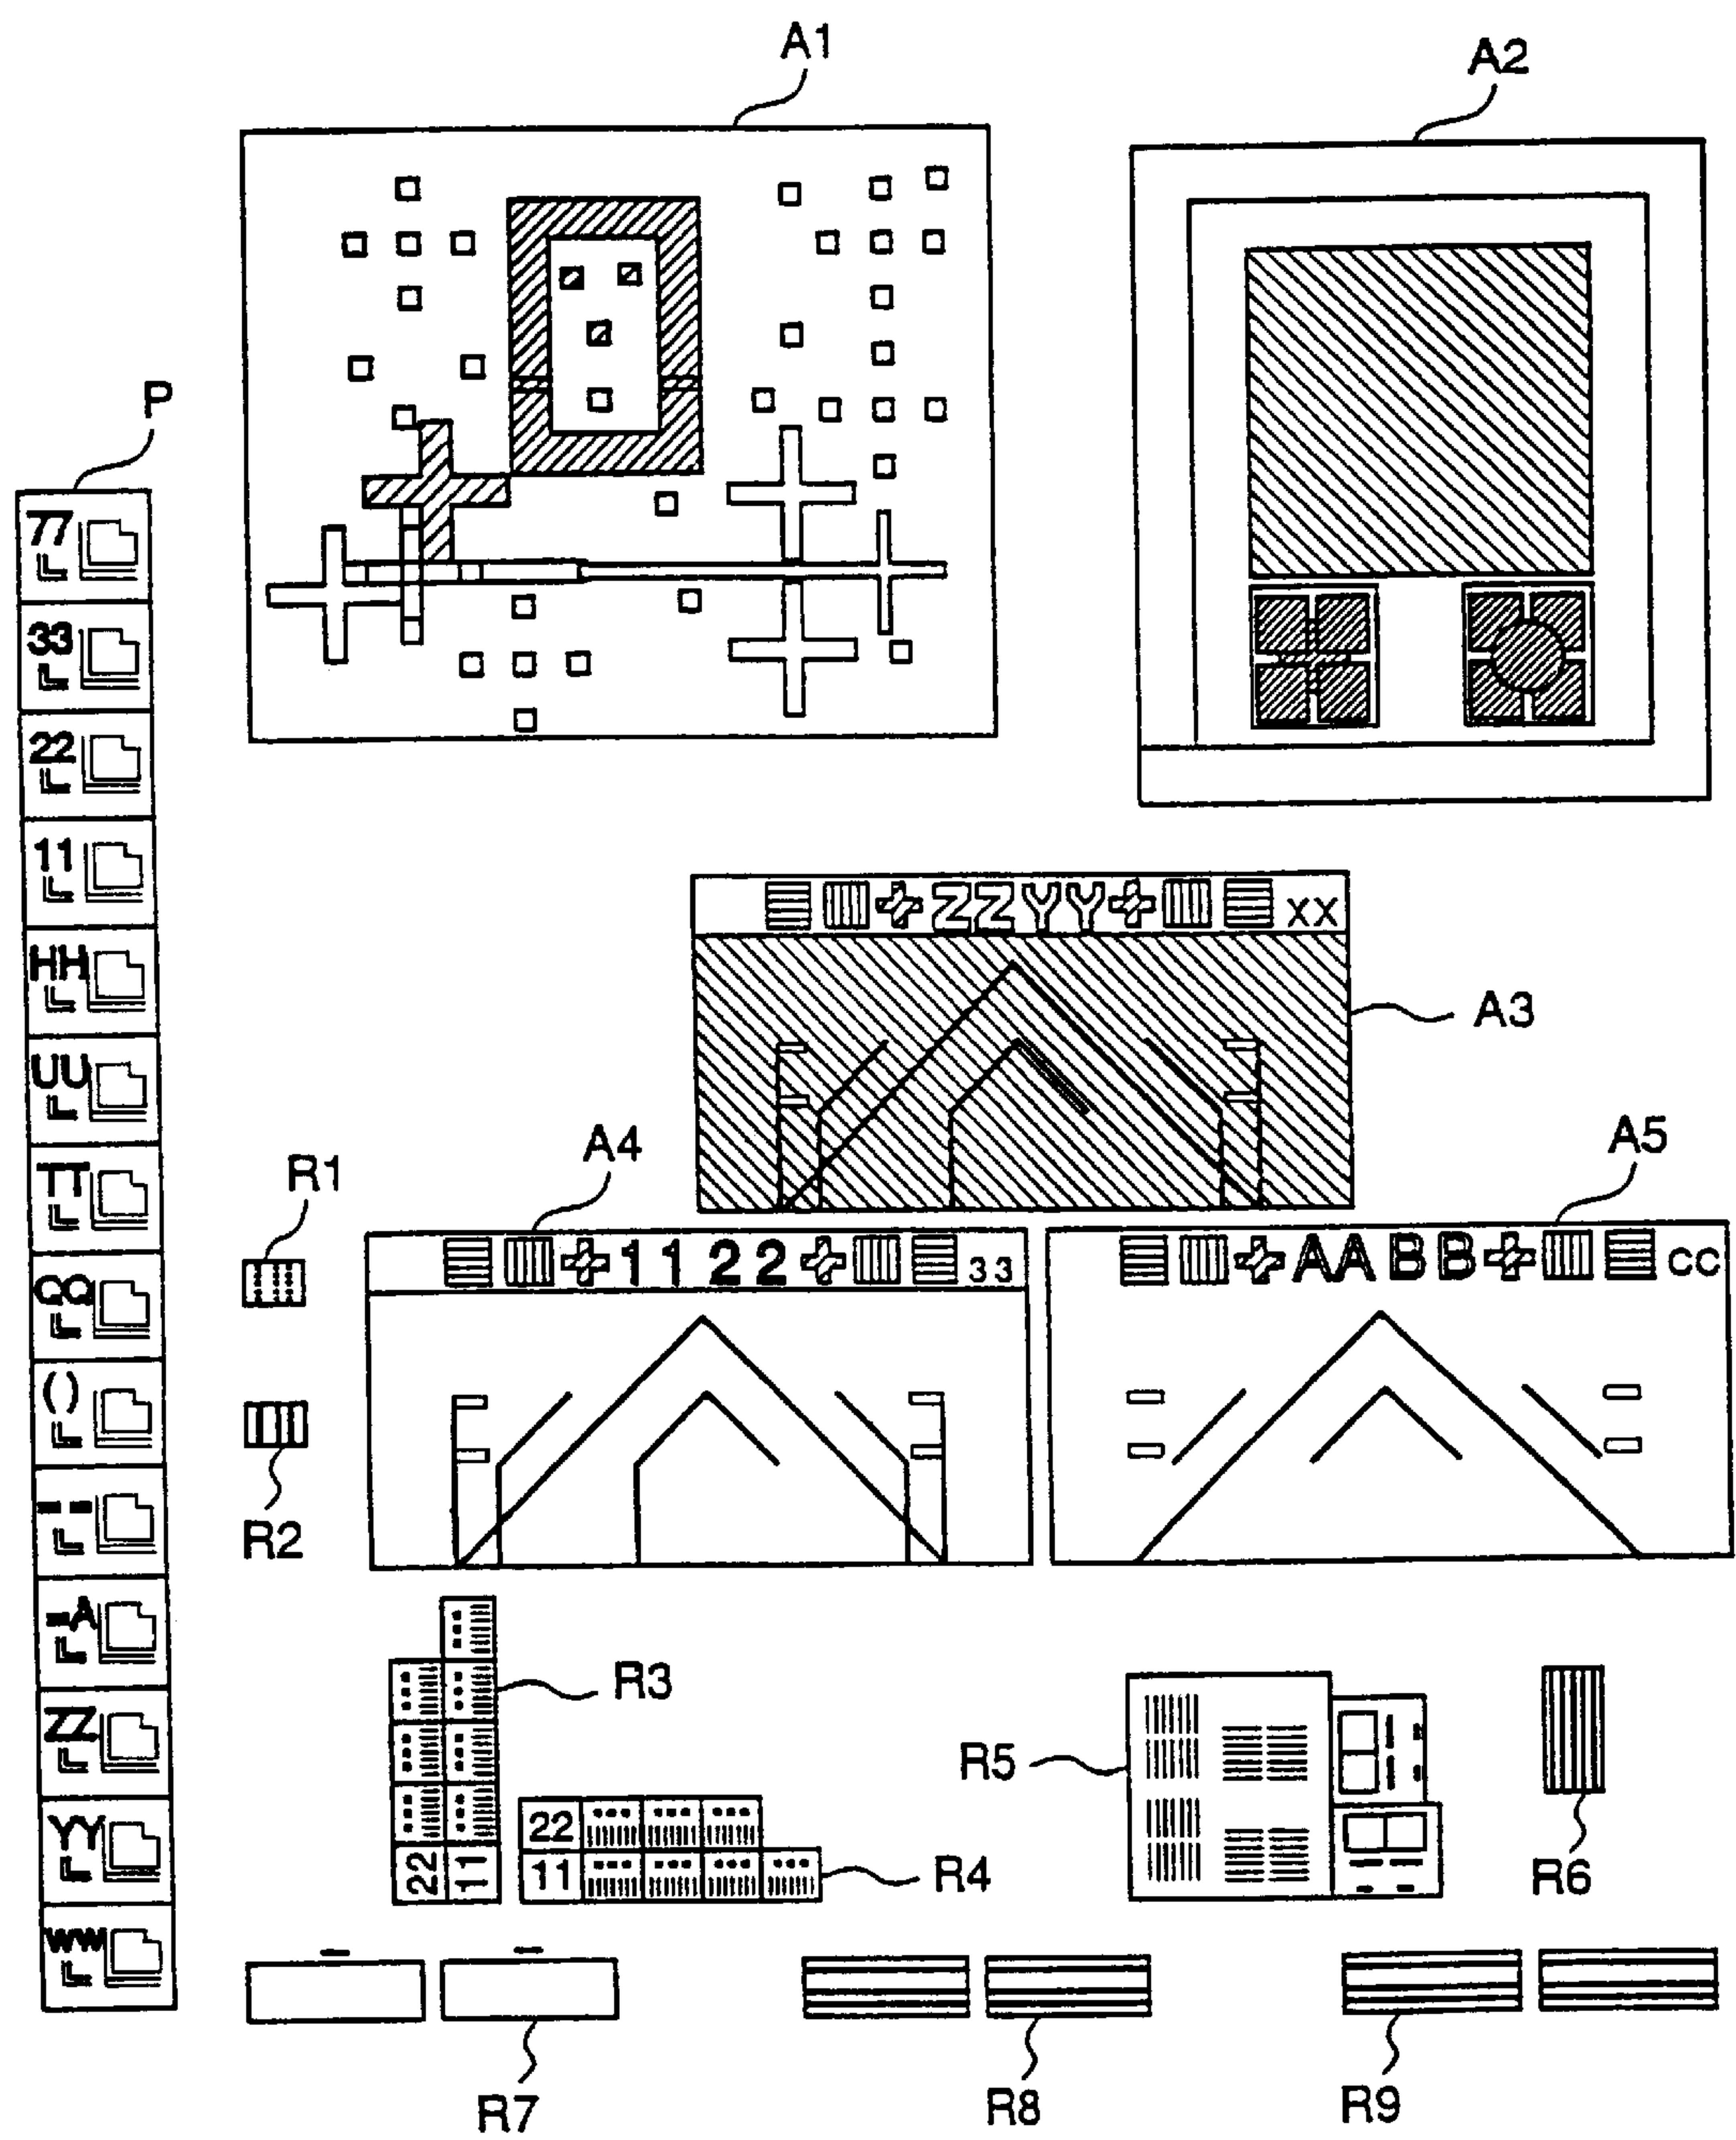 A1
A2
P
77
33
22
11
HH
UU
TT
QQ
()
=A
ZZ
YY
WW
ZZYY XX
A3
A4
1122 33
A5
AABB CC
R1
R2
R3
22 11
22
11
R4
R5
R6
R7
R8
R9